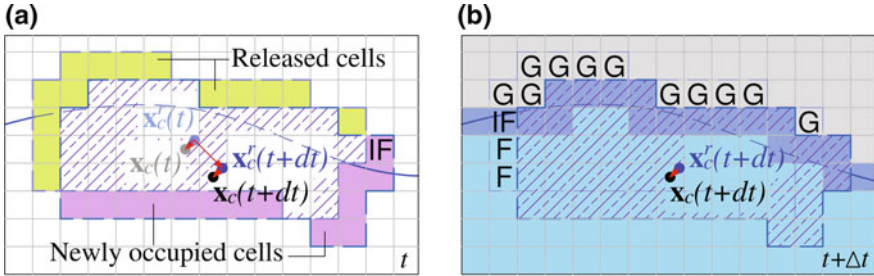 (a)
Released cells
x_c^r(t)
IF
x_c(t)
x_c^r(t+dt)
x_c(t+dt)
Newly occupied cells
t
(b)
G G G G
G G G G G G
IF G
F
x_c^r(t+dt)
F
x_c(t+dt)
t+Δt